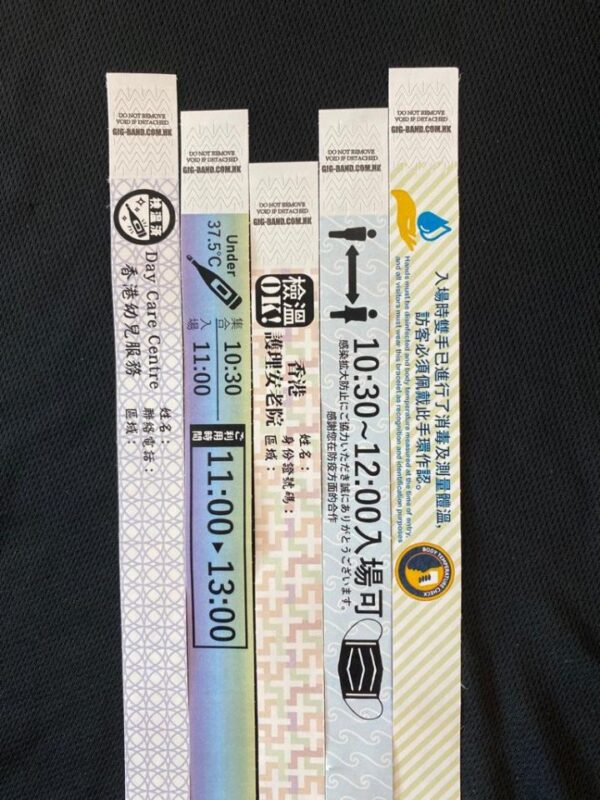 DO NOT REMOVE
VOID IF DETACHED
GIG-BAND.COM.HK
検温済
Day Care Centre
香港幼兒服務
姓名：
聯絡電話：
區域：
DO NOT REMOVE
VOID IF DETACHED
GIG-BAND.COM.HK
Under
37.5°C
集合 10:30
入場 11:00
ご利用時間
11:00▶13:00
DO NOT REMOVE
VOID IF DETACHED
GIG-BAND.COM.HK
檢溫
OK!
香港
護理安老院
姓名：
身份證號碼：
區域：
DO NOT REMOVE
VOID IF DETACHED
GIG-BAND.COM.HK
10:30~12:00入場可
感染拡大防止にご協力いただき誠にありがとうございます。
感謝您在防疫方面的合作
DO NOT REMOVE
VOID IF DETACHED
GIG-BAND.COM.HK
入場時雙手已進行了消毒及測量體溫,
訪客必須佩戴此手環作認。
Hands must be disinfected and body temperature measured at the time of entry,
and all visitors must wear this bracelet as recognition and identification purposes
BODY TEMPERATURE CHECK